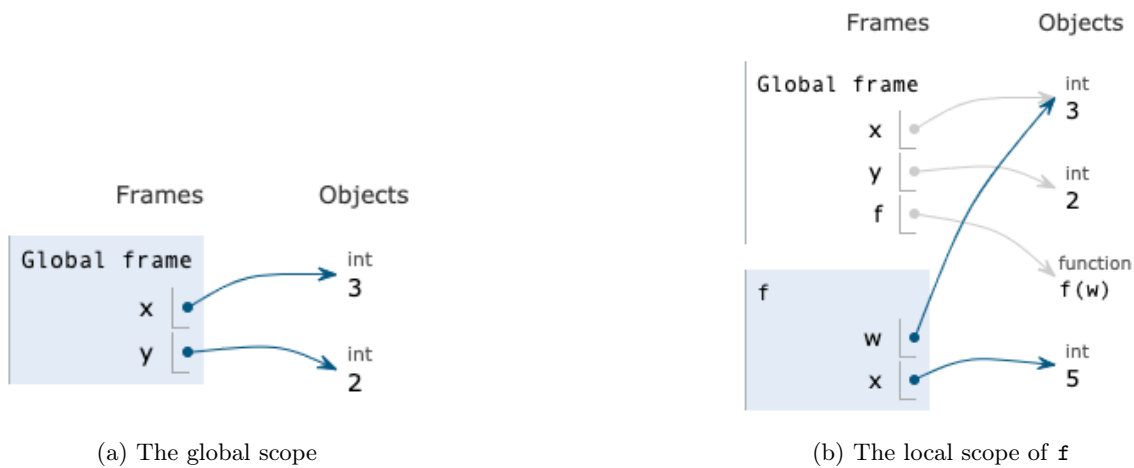 Frames Objects
Global frame
x
y
int
3
int
2
(a) The global scope
Frames Objects
Global frame
x
y
f
int
3
int
2
function
f(w)
f
w
x
int
5
(b) The local scope of f